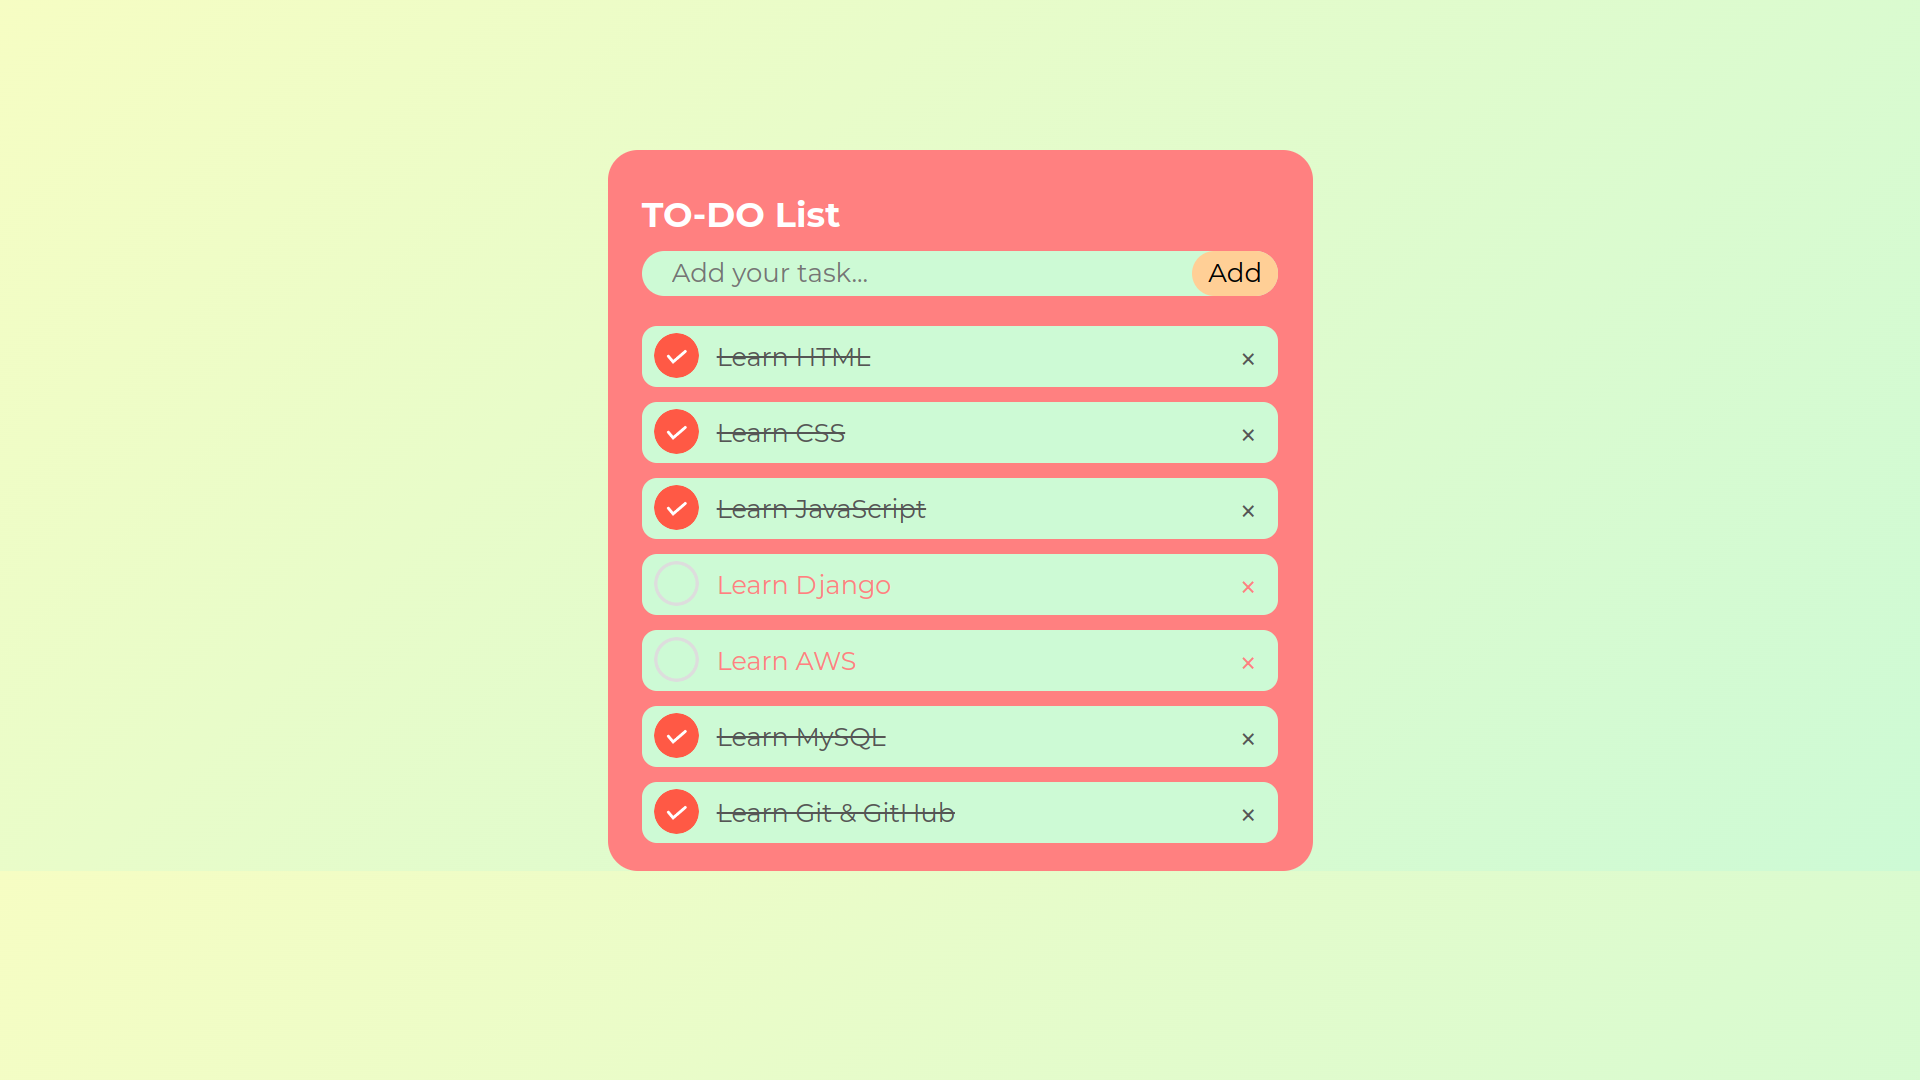 TO-DO List
Add your task...
Add
Learn HTML ×
Learn CSS ×
Learn JavaScript ×
Learn Django ×
Learn AWS ×
Learn MySQL ×
Learn Git & GitHub ×